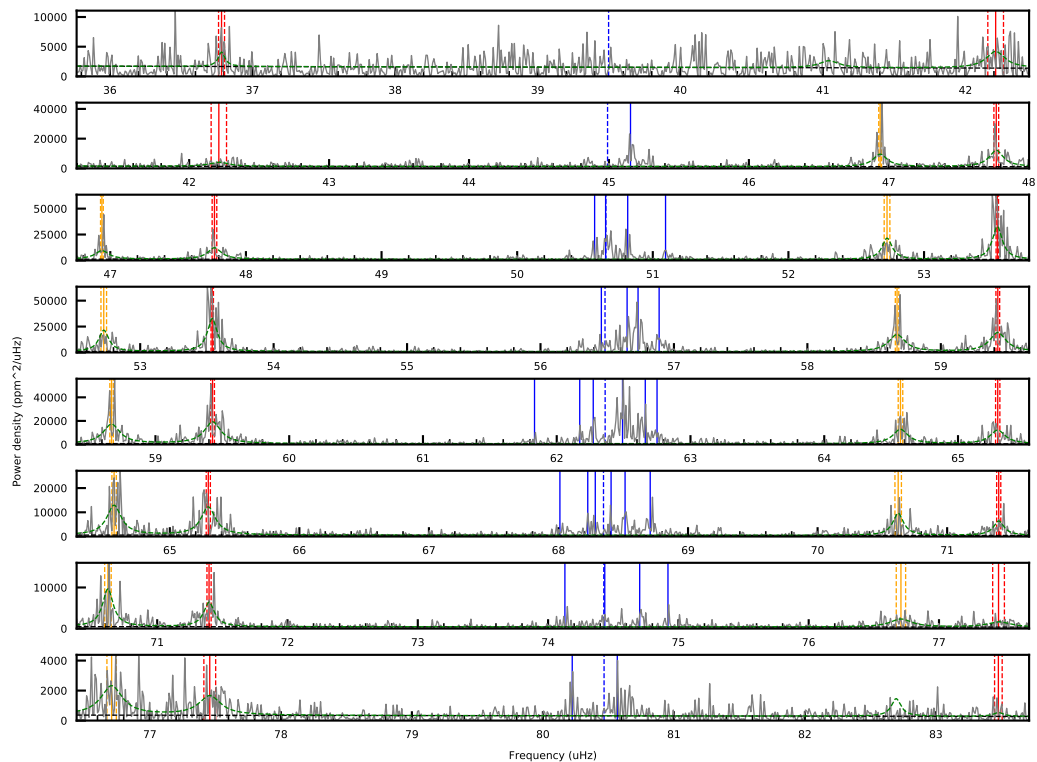 10000
5000
0
36 37 38 39 40 41 42
40000
20000
0
42 43 44 45 46 47 48
50000
25000
0
47 48 49 50 51 52 53
50000
25000
0
53 54 55 56 57 58 59
40000
20000
0
59 60 61 62 63 64 65
20000
10000
0
65 66 67 68 69 70 71
10000
0
71 72 73 74 75 76 77
4000
2000
0
77 78 79 80 81 82 83
Power density (ppm^2/uHz)
Frequency (uHz)